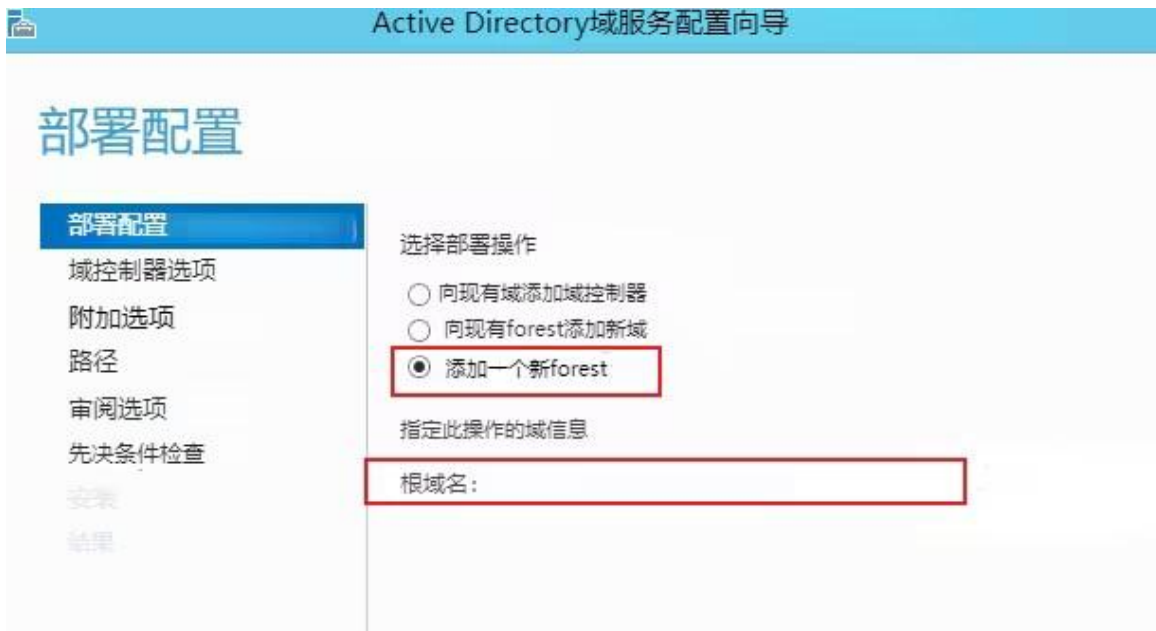 Active Directory域服务配置向导
部署配置
部署配置
域控制器选项
附加选项
路径
审阅选项
先决条件检查
安装
结果
选择部署操作
向现有域添加域控制器
向现有forest添加新域
添加一个新forest
指定此操作的域信息
根域名: